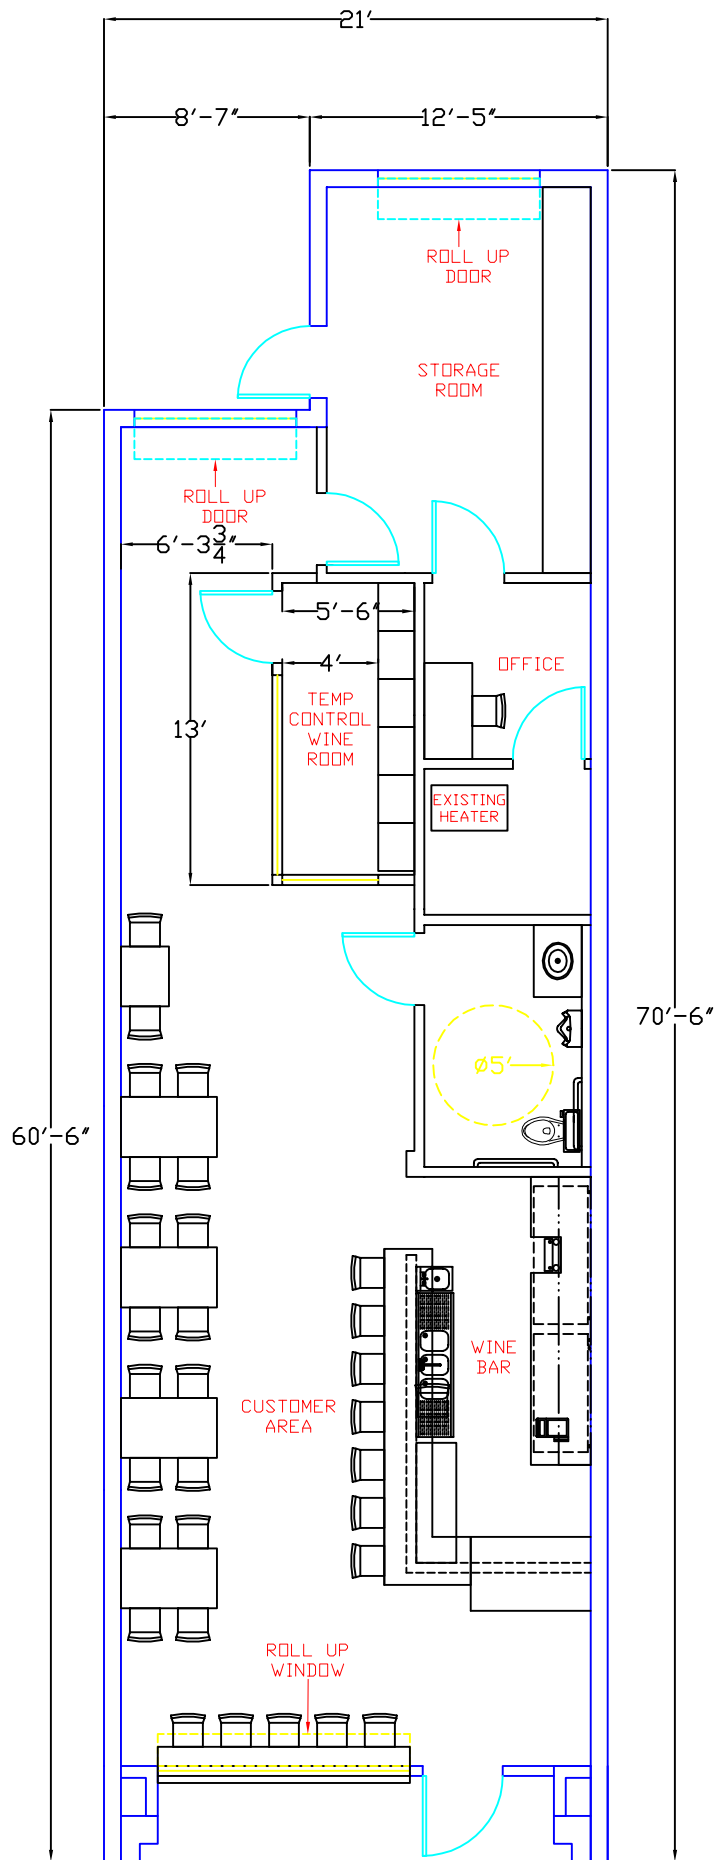 21'
8'-7"
12'-5"
ROLL UP
DOOR
STORAGE
ROOM
ROLL UP
DOOR
6'-3 3/4"
5'-6"
OFFICE
4'
TEMP
CONTROL
WINE
ROOM
13'
EXISTING
HEATER
70'-6"
ø5'
60'-6"
WINE
BAR
CUSTOMER
AREA
ROLL UP
WINDOW